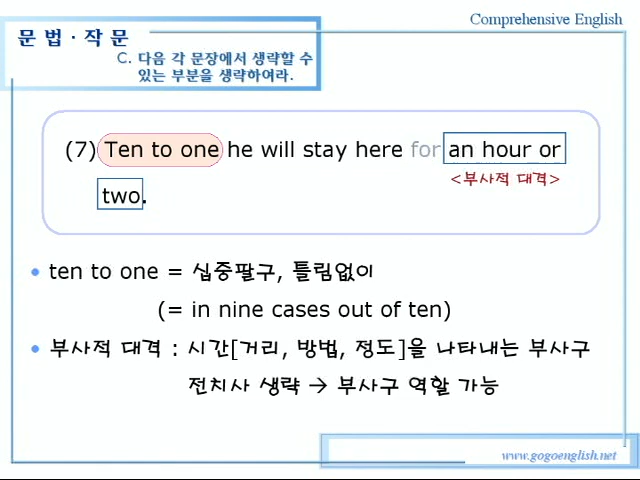 Comprehensive English
문 법 · 작 문
C. 다음 각 문장에서 생략할 수
있는 부분을 생략하여라.
(7) Ten to one he will stay here for an hour or
<부사적 대격>
two.
• ten to one = 십중팔구, 틀림없이
(= in nine cases out of ten)
• 부사적 대격 : 시간[거리, 방법, 정도]을 나타내는 부사구
전치사 생략 → 부사구 역할 가능
www.gogoenglish.net